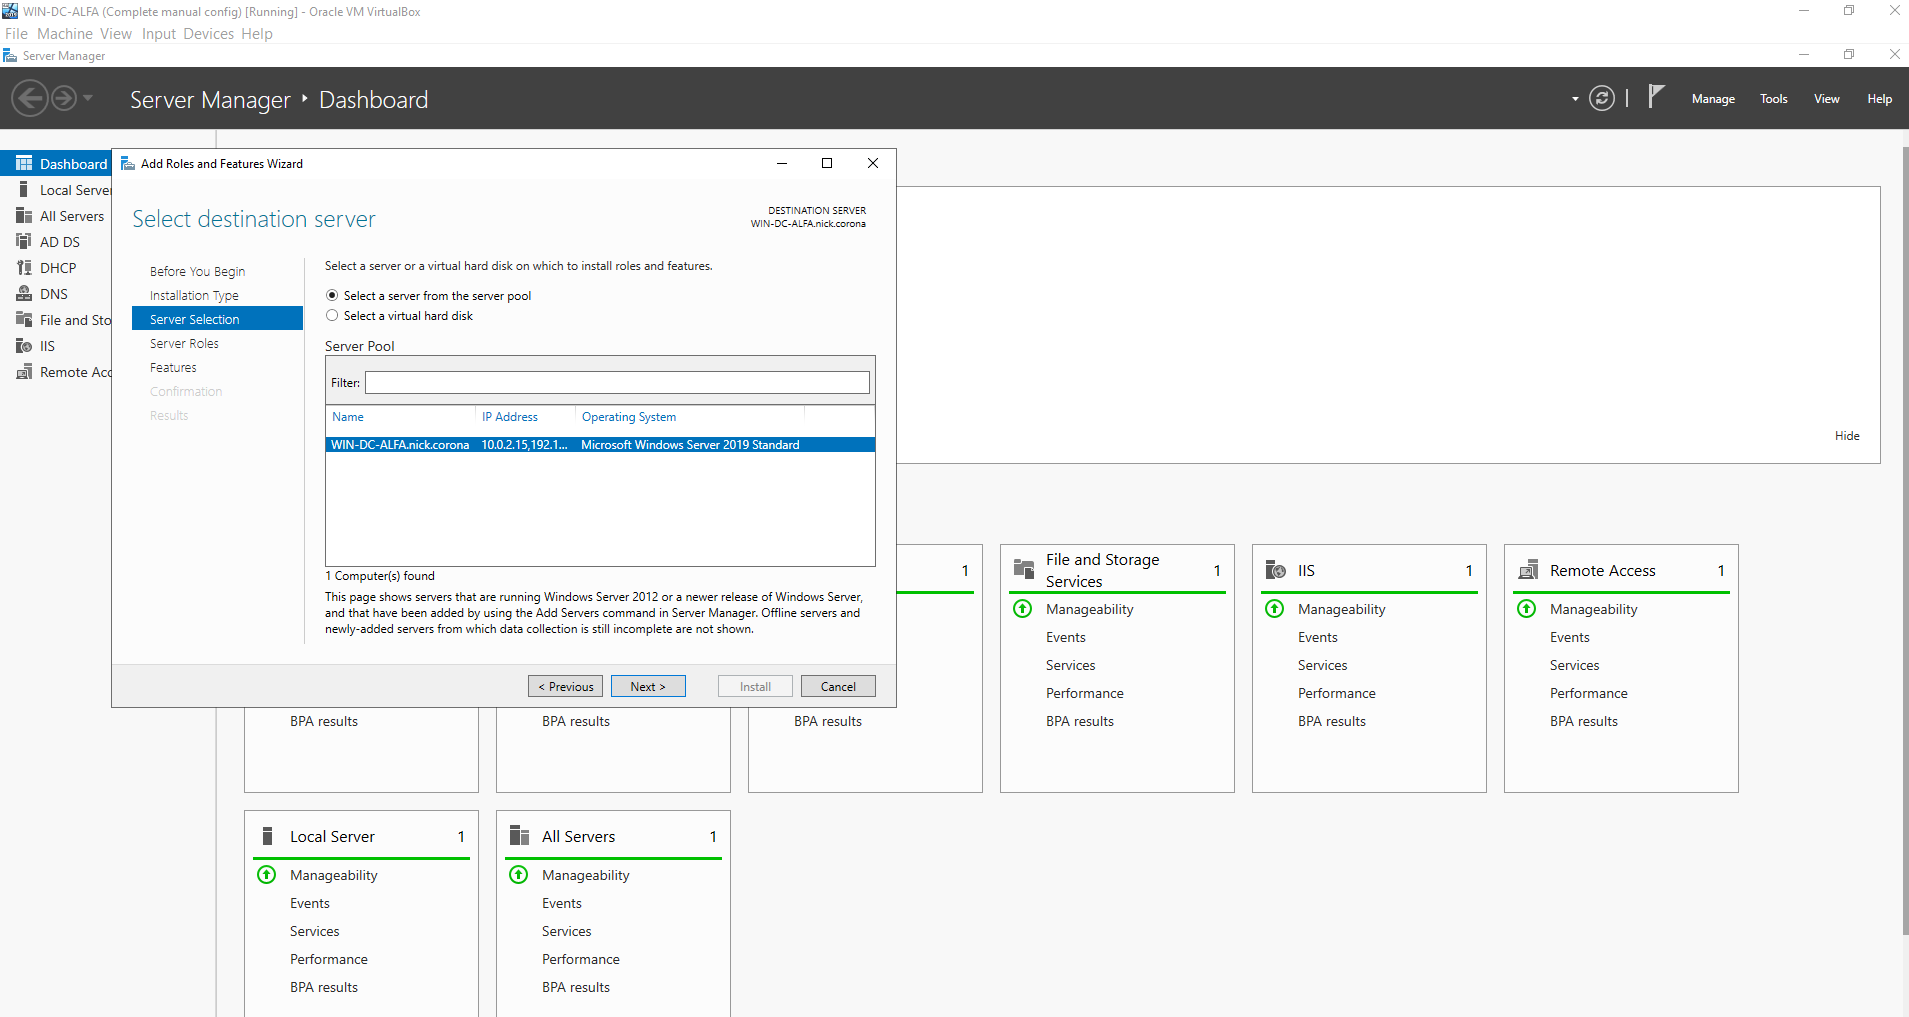 WIN-DC-ALFA (Complete manual config) [Running] - Oracle VM VirtualBox
File Machine View Input Devices Help
Server Manager
Server Manager Dashboard
Manage Tools View Help
Dashboard
Local Server
All Servers
AD DS
DHCP
DNS
File and Sto
IIS
Remote Acc
Add Roles and Features Wizard
Select destination server
DESTINATION SERVER
WIN-DC-ALFA.nick.corona
Before You Begin
Installation Type
Server Selection
Server Roles
Features
Confirmation
Results
Select a server or a virtual hard disk on which to install roles and features.
Select a server from the server pool
Select a virtual hard disk
Server Pool
Filter:
Name IP Address Operating System
WIN-DC-ALFA.nick.corona 10.0.2.15,192.1... Microsoft Windows Server 2019 Standard
1 Computer(s) found
This page shows servers that are running Windows Server 2012 or a newer release of Windows Server,
and that have been added by using the Add Servers command in Server Manager. Offline servers and
newly-added servers from which data collection is still incomplete are not shown.
< Previous Next > Install Cancel
Hide
BPA results
BPA results
1
BPA results
File and Storage
Services 1
Manageability
Events
Services
Performance
BPA results
IIS 1
Manageability
Events
Services
Performance
BPA results
Remote Access 1
Manageability
Events
Services
Performance
BPA results
Local Server 1
Manageability
Events
Services
Performance
BPA results
All Servers 1
Manageability
Events
Services
Performance
BPA results